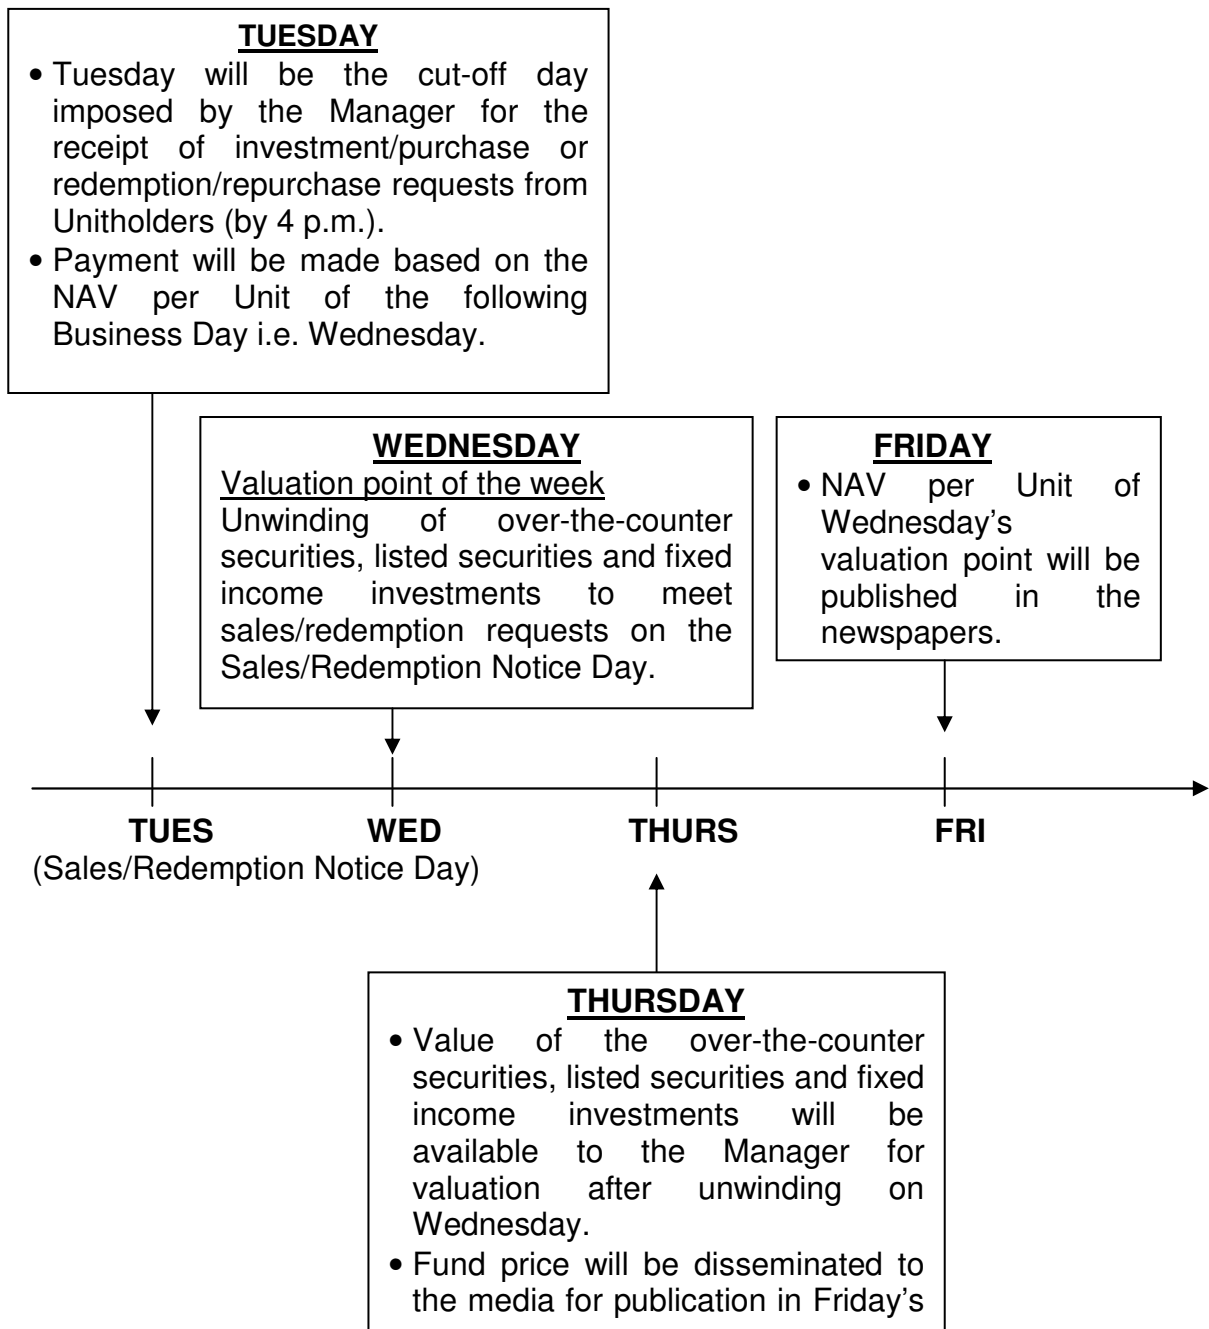 TUESDAY
• Tuesday will be the cut-off day
imposed by the Manager for the
receipt of investment/purchase or
redemption/repurchase requests from
Unitholders (by 4 p.m.).
• Payment will be made based on the
NAV per Unit of the following
Business Day i.e. Wednesday.
WEDNESDAY
Valuation point of the week
Unwinding of over-the-counter
securities, listed securities and fixed
income investments to meet
sales/redemption requests on the
Sales/Redemption Notice Day.
FRIDAY
• NAV per Unit of
Wednesday’s
valuation point will be
published in the
newspapers.
TUES WED THURS FRI
(Sales/Redemption Notice Day)
THURSDAY
• Value of the over-the-counter
securities, listed securities and fixed
income investments will be
available to the Manager for
valuation after unwinding on
Wednesday.
• Fund price will be disseminated to
the media for publication in Friday’s